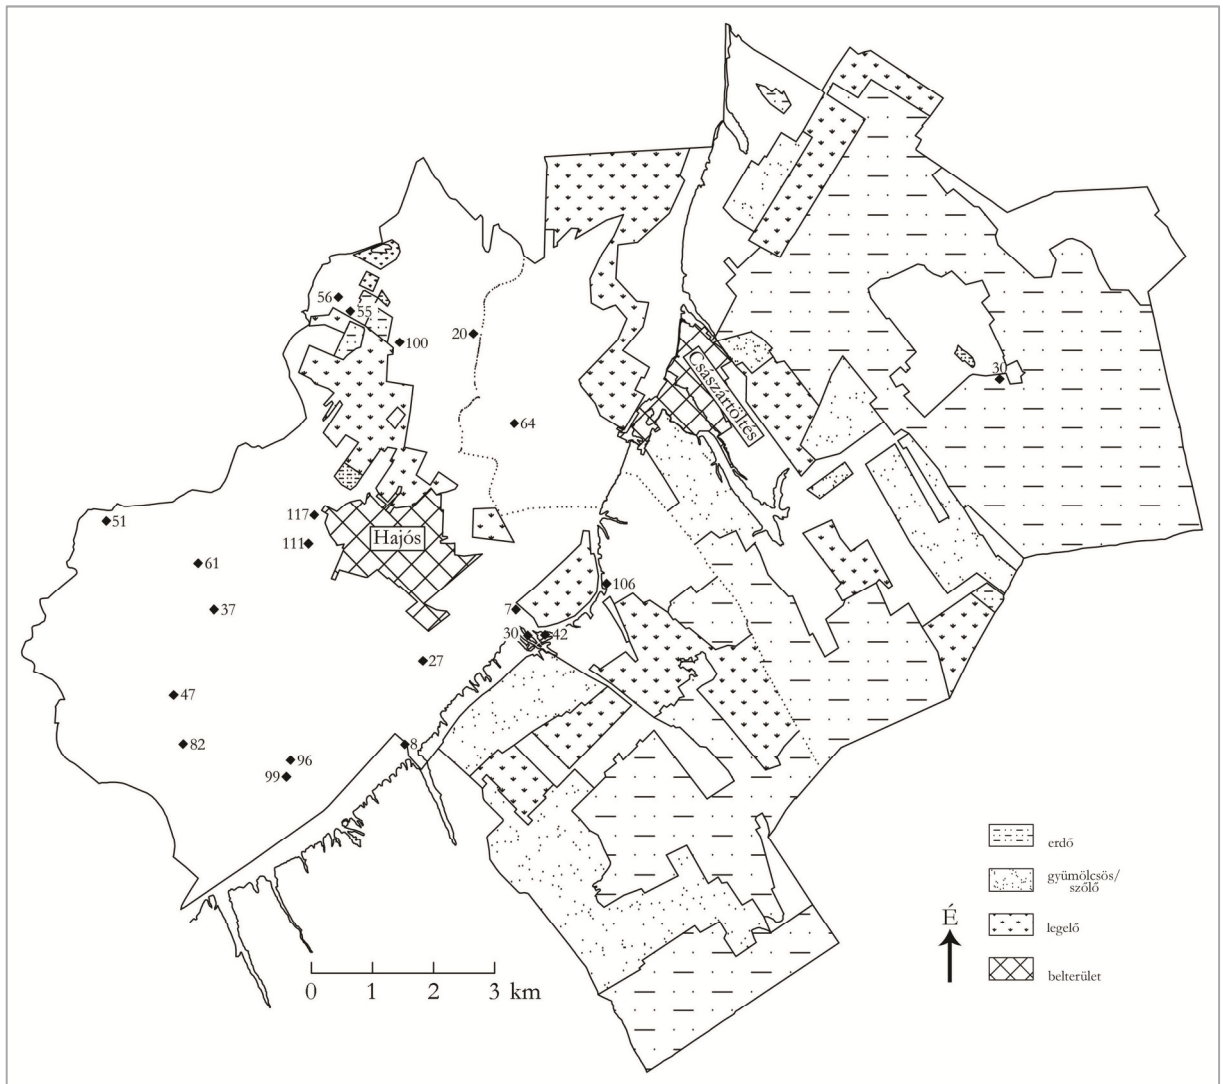 56
55
100
20
30
Császártöltés
64
51
117
Hajós
111
61
106
37
7
30
42
27
47
82
8
96
99
erdő
gyümölcsös/
szőlő
É
legelő
belterület
0 1 2 3 km